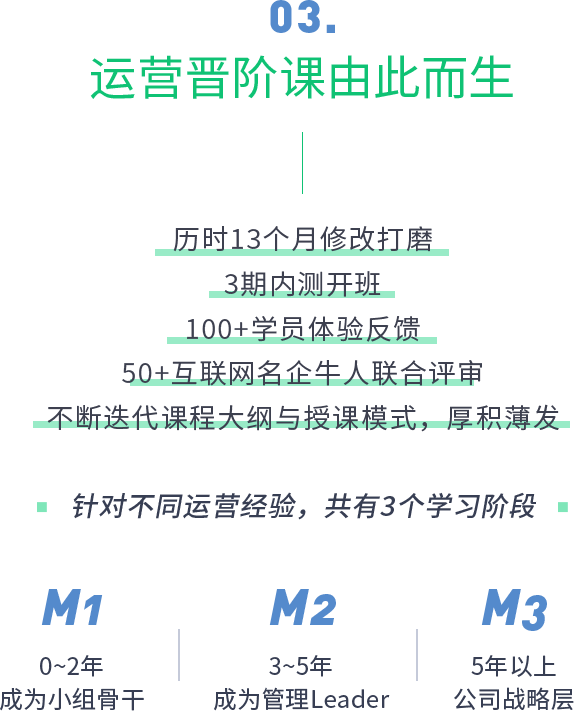 03.
运营晋阶课由此而生
历时13个月修改打磨
3期内测开班
100+学员体验反馈
50+互联网名企牛人联合评审
不断迭代课程大纲与授课模式，厚积薄发
针对不同运营经验，共有3个学习阶段
M1
0~2年
成为小组骨干
M2
3~5年
成为管理Leader
M3
5年以上
公司战略层